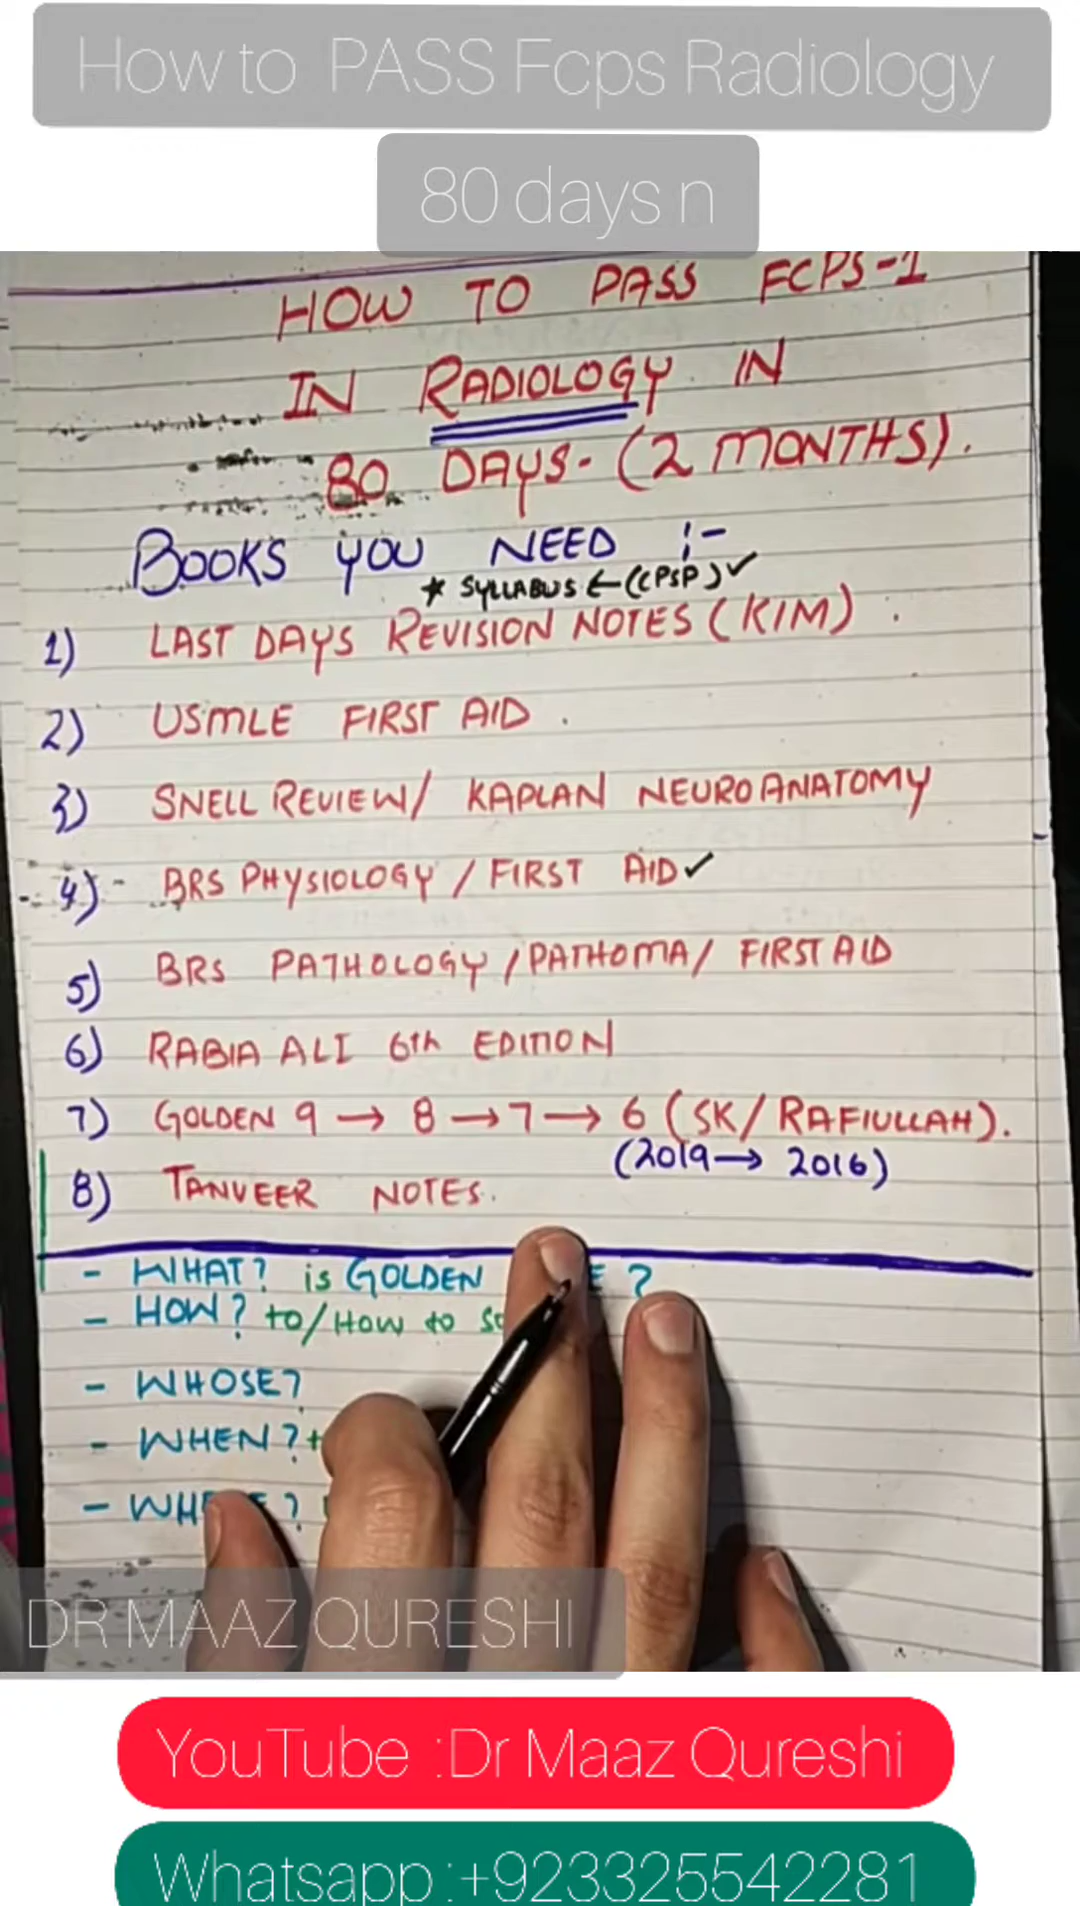 How to PASS Fcps Radiology
80 days n
HOW TO PASS FCPS-1
IN RADIOLOGY IN
80 DAYS- (2 MONTHS).
BOOKS YOU NEED :-
* SYLLABUS ← (CPSP) ✓
1) LAST DAYS REVISION NOTES (KIM).
2) USMLE FIRST AID.
3) SNELL REVIEW/ KAPLAN NEUROANATOMY
4) BRS PHYSIOLOGY / FIRST AID ✓
5) BRS PATHOLOGY / PATHOMA / FIRST AID
6) RABIA ALI 6th EDITION
7) GOLDEN 9 → 8 → 7 → 6 (SK/RAFIULLAH).
(2019 → 2016)
8) TANVEER NOTES.
- WHAT? is GOLDEN ?
- HOW? to/HOW to
- WHOSE?
- WHEN?
-
DR MAAZ QURESHI
YouTube :Dr Maaz Qureshi
Whatsapp :+923325542281